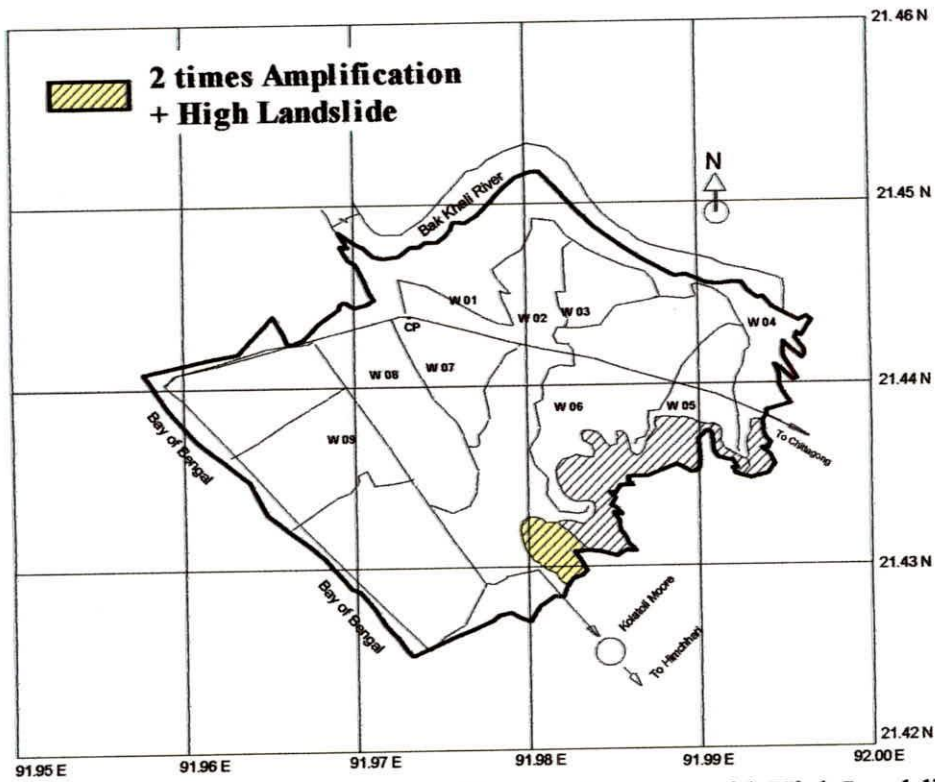 21.46 N
2 times Amplification
+ High Landslide
N
21.45 N
Bak Khali River
W 01
W 02
W 03
W 04
CP
W 08
W 07
21.44 N
W 06
W 05
To Chittagong
W 09
Bay of Bengal
21.43 N
Bay of Bengal
Kolatoli Moore
To Himchhari
21.42 N
91.95 E
91.96 E
91.97 E
91.98 E
91.99 E
92.00 E